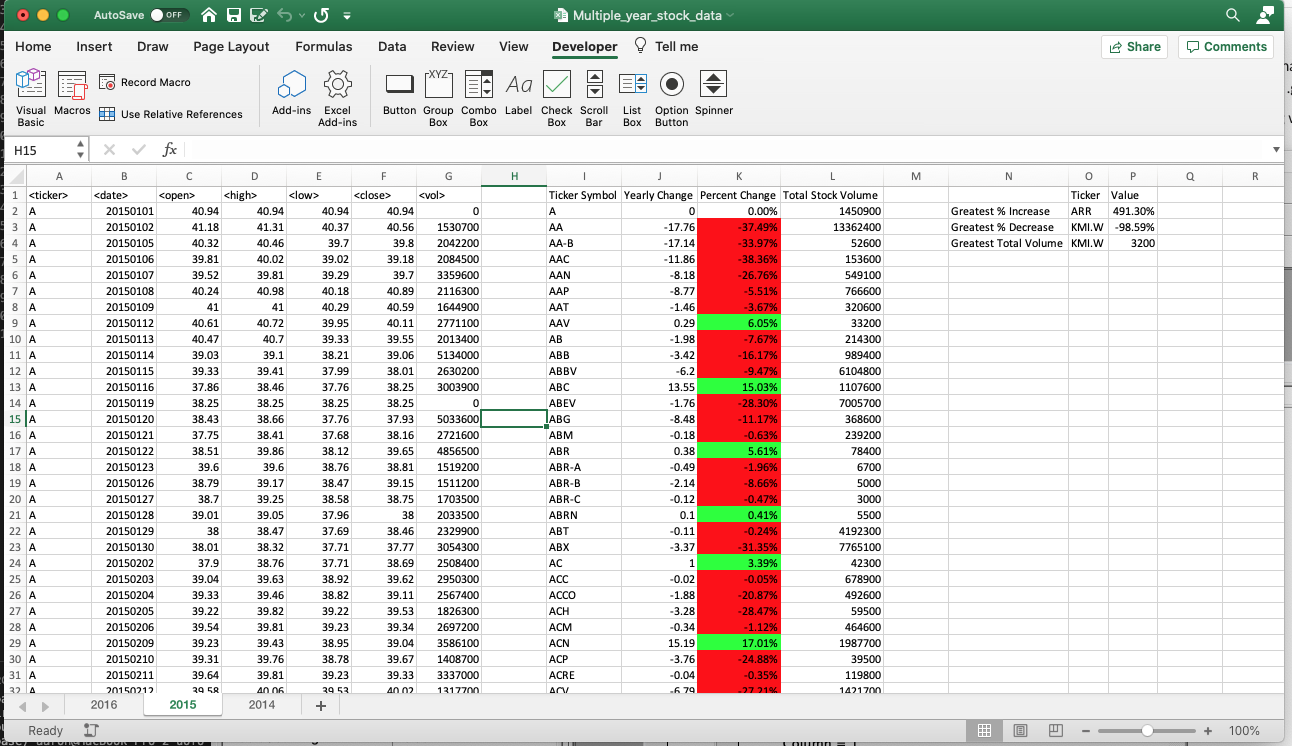 AutoSave OFF Multiple_year_stock_data
Home Insert Draw Page Layout Formulas Data Review View Developer Tell me Share Comments
Visual Basic Macros Record Macro Use Relative References Add-ins Excel Add-ins Button Group Box Combo Box Label Check Box Scroll Bar List Box Option Button Spinner
XYZ Aa
H15 fx
A B C D E F G H I J K L M N O P Q R
1 <ticker> <date> <open> <high> <low> <close> <vol> Ticker Symbol Yearly Change Percent Change Total Stock Volume Ticker Value
2 A 20150101 40.94 40.94 40.94 40.94 0 A 0 0.00% 1450900 Greatest % Increase ARR 491.30%
3 A 20150102 41.18 41.31 40.37 40.56 1530700 AA -17.76 -37.49% 13362400 Greatest % Decrease KMI.W -98.59%
4 A 20150105 40.32 40.46 39.7 39.8 2042200 AA-B -17.14 -33.97% 52600 Greatest Total Volume KMI.W 3200
5 A 20150106 39.81 40.02 39.02 39.18 2084500 AAC -11.86 -38.36% 153600
6 A 20150107 39.52 39.81 39.29 39.7 3359600 AAN -8.18 -26.76% 549100
7 A 20150108 40.24 40.98 40.18 40.89 2116300 AAP -8.77 -5.51% 766600
8 A 20150109 41 41 40.29 40.59 1644900 AAT -1.46 -3.67% 320600
9 A 20150112 40.61 40.72 39.95 40.11 2771100 AAV 0.29 6.05% 33200
10 A 20150113 40.47 40.7 39.33 39.55 2013400 AB -1.98 -7.67% 214300
11 A 20150114 39.03 39.1 38.21 39.06 5134000 ABB -3.42 -16.17% 989400
12 A 20150115 39.33 39.41 37.99 38.01 2630200 ABBV -6.2 -9.47% 6104800
13 A 20150116 37.86 38.46 37.76 38.25 3003900 ABC 13.55 15.03% 1107600
14 A 20150119 38.25 38.25 38.25 38.25 0 ABEV -1.76 -28.30% 7005700
15 A 20150120 38.43 38.66 37.76 37.93 5033600 ABG -8.48 -11.17% 368600
16 A 20150121 37.75 38.41 37.68 38.16 2721600 ABM -0.18 -0.63% 239200
17 A 20150122 38.51 39.86 38.12 39.65 4856500 ABR 0.38 5.61% 78400
18 A 20150123 39.6 39.6 38.76 38.81 1519200 ABR-A -0.49 -1.96% 6700
19 A 20150126 38.79 39.17 38.47 39.15 1511200 ABR-B -2.14 -8.66% 5000
20 A 20150127 38.7 39.25 38.58 38.75 1703500 ABR-C -0.12 -0.47% 3000
21 A 20150128 39.01 39.05 37.96 38 2033500 ABRN 0.1 0.41% 5500
22 A 20150129 38 38.47 37.69 38.46 2329900 ABT -0.11 -0.24% 4192300
23 A 20150130 38.01 38.32 37.71 37.77 3054300 ABX -3.37 -31.35% 7765100
24 A 20150202 37.9 38.76 37.71 38.69 2508400 AC 1 3.39% 42300
25 A 20150203 39.04 39.63 38.92 39.62 2950300 ACC -0.02 -0.05% 678900
26 A 20150204 39.33 39.46 38.82 39.11 2567400 ACCO -1.88 -20.87% 492600
27 A 20150205 39.22 39.82 39.22 39.53 1826300 ACH -3.28 -28.47% 59500
28 A 20150206 39.54 39.81 39.23 39.34 2697200 ACM -0.34 -1.12% 464600
29 A 20150209 39.23 39.43 38.95 39.04 3586100 ACN 15.19 17.01% 1987700
30 A 20150210 39.31 39.76 38.78 39.67 1408700 ACP -3.76 -24.88% 39500
31 A 20150211 39.64 39.81 39.23 39.33 3337000 ACRE -0.04 -0.35% 119800
32 A 20150212 39.58 40.06 39.53 40.02 1317700 ACV -6.79 -27.21% 1421700
2016 2015 2014 +
Ready 100%